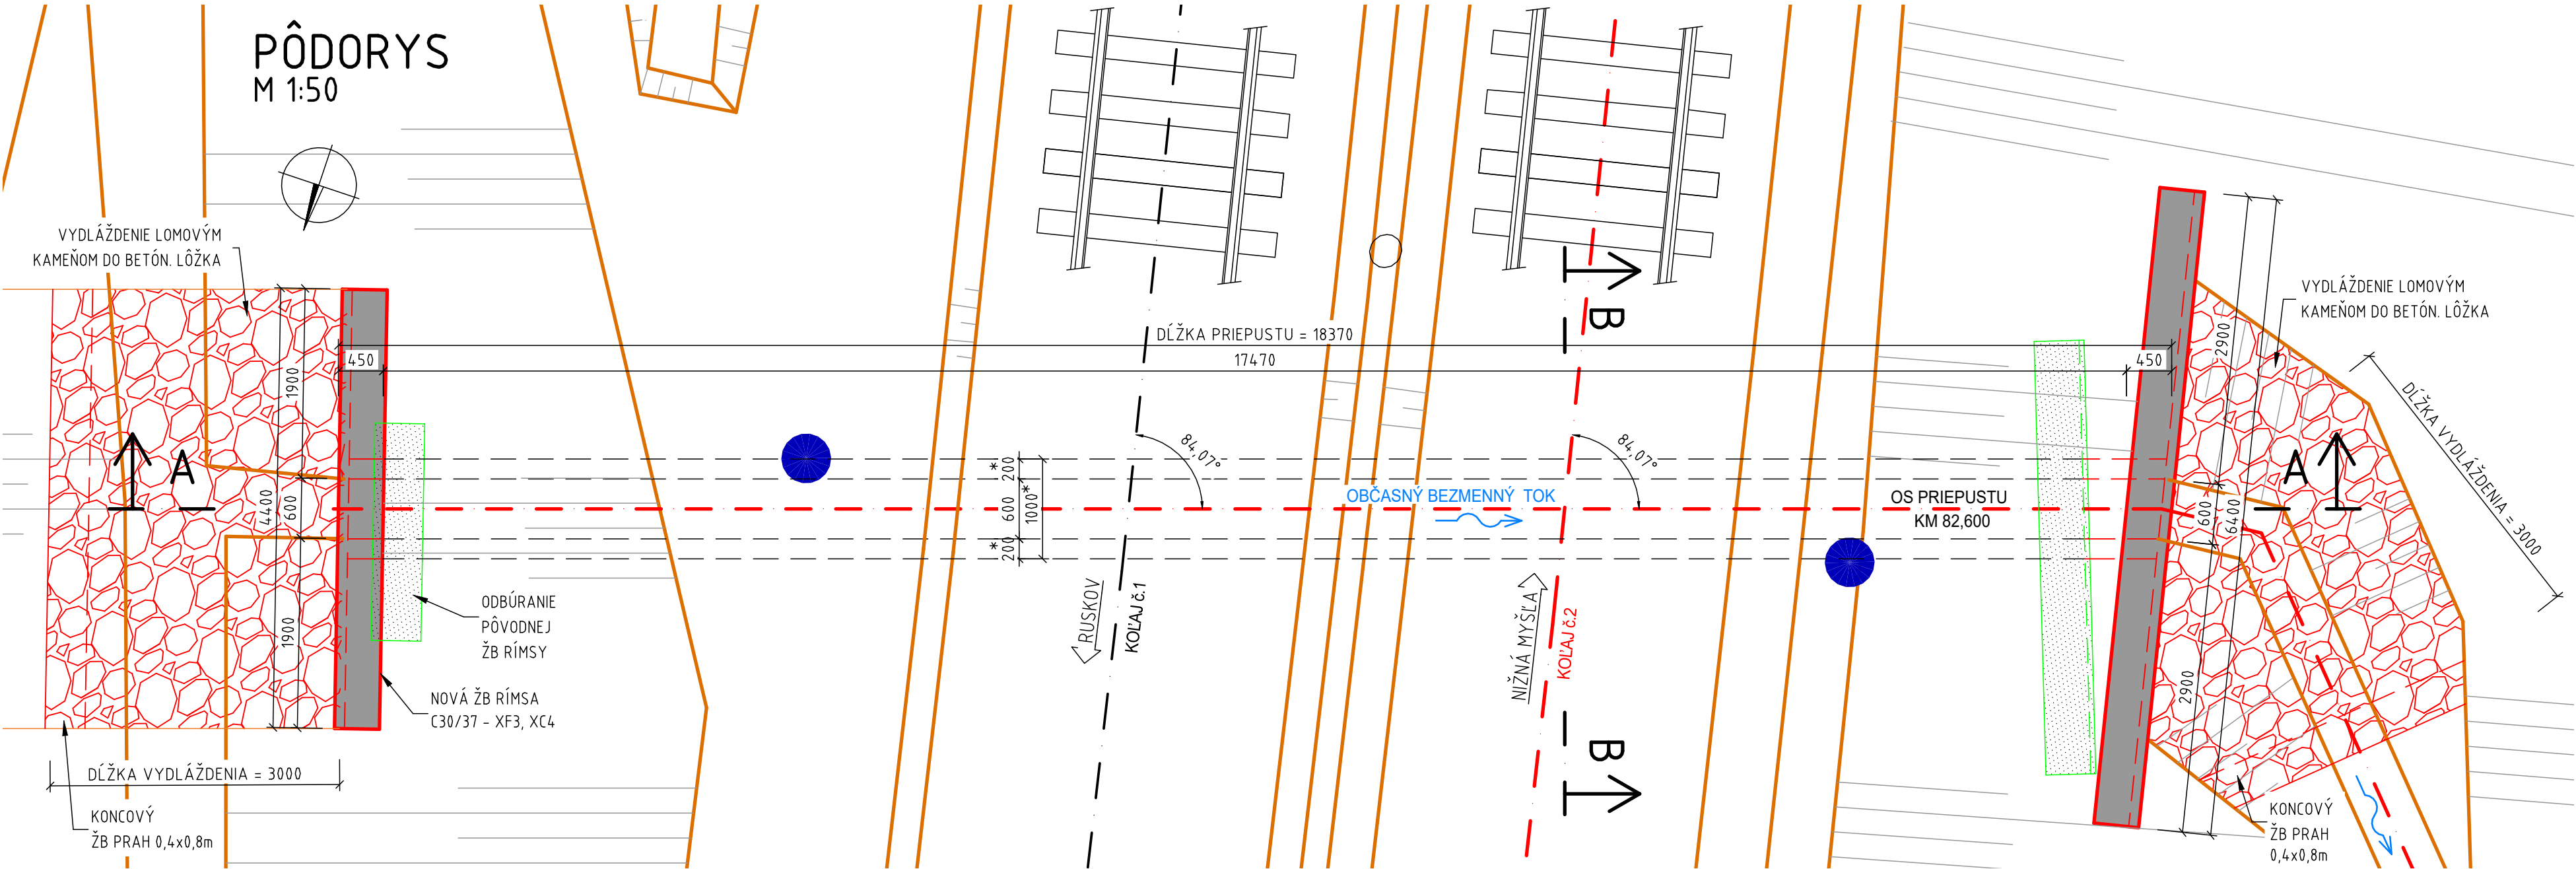 PÔDORYS
M 1:50
VYDLÁŽDENIE LOMOVÝM
KAMEŇOM DO BETÓN. LÔŽKA
1900
4400
600
1900
450
DĹŽKA PRIEPUSTU = 18370
17470
450
A
ODBÚRANIE
PÔVODNEJ
ŽB RÍMSY
NOVÁ ŽB RÍMSA
C30/37 - XF3, XC4
DĹŽKA VYDLÁŽDENIA = 3000
KONCOVÝ
ŽB PRAH 0,4x0,8m
200*
600
200*
1000*
84,07°
RUSKOV
KOĽAJ č.1
OBČASNÝ BEZMENNÝ TOK
B
84,07°
NIŽNÁ MYŠĽA
KOĽAJ č.2
B
OS PRIEPUSTU
KM 82,600
2900
600
6400
2900
A
VYDLÁŽDENIE LOMOVÝM
KAMEŇOM DO BETÓN. LÔŽKA
DĹŽKA VYDLÁŽDENIA = 3000
KONCOVÝ
ŽB PRAH
0,4x0,8m